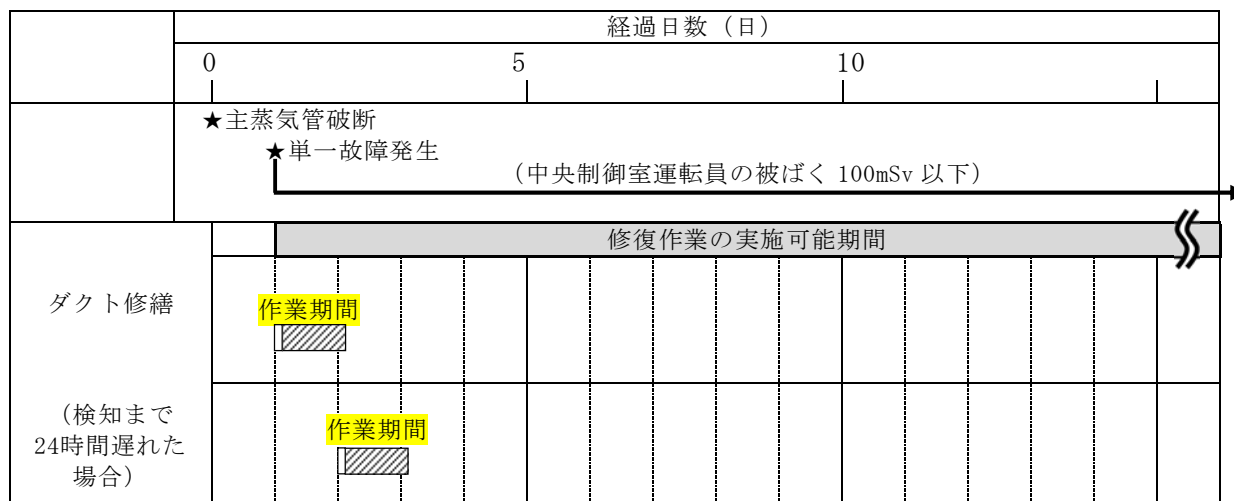 経過日数（日）
0 5 10
★主蒸気管破断
★単一故障発生
（中央制御室運転員の被ばく 100mSv 以下）
修復作業の実施可能期間
ダクト修繕
作業期間
（検知まで
24時間遅れた
場合）
作業期間